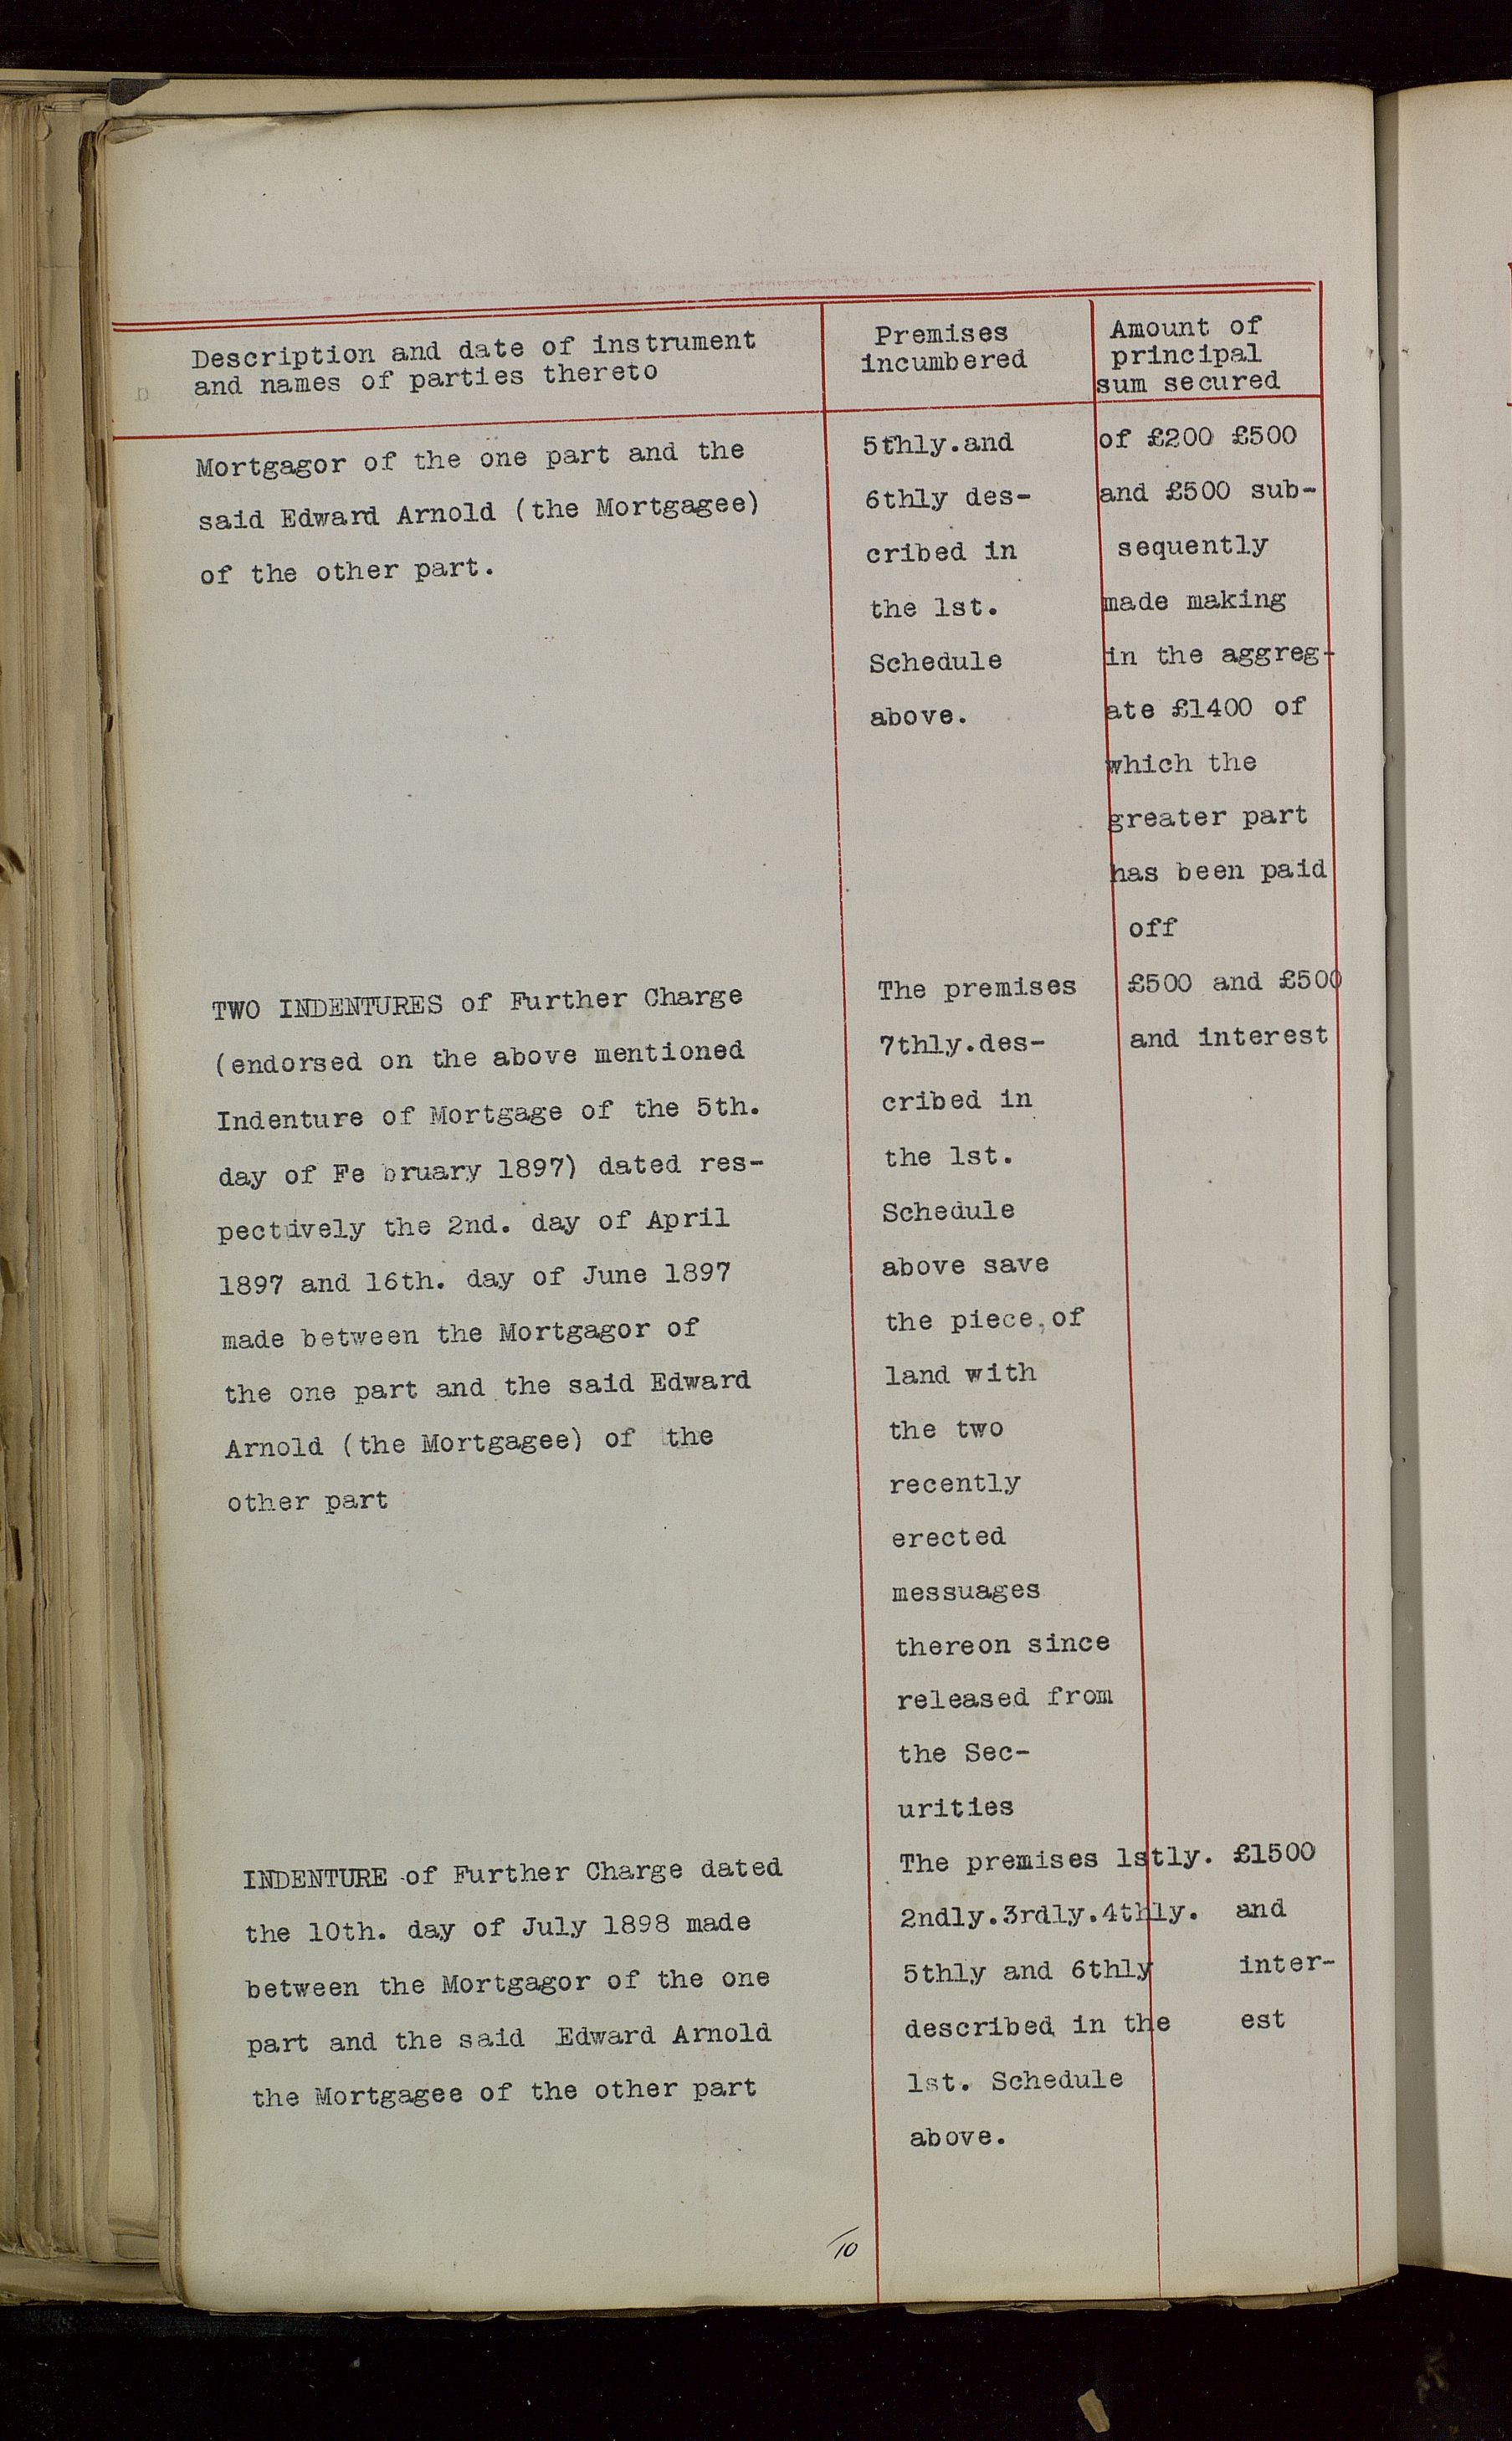 Description and date of instrument
and names of parties thereto
Premises
incumbered
Amount of
principal
sum secured
Mortgagor of the one part and the
said Edward Arnold (the Mortgagee)
of the other part.
5thly.and
6thly des-
cribed in
the 1st.
Schedule
above.
of £200 £500
and £500 sub-
sequently
made making
in the aggreg-
ate £1400 of
which the
greater part
has been paid
off
TWO INDENTURES of Further Charge
(endorsed on the above mentioned
Indenture of Mortgage of the 5th.
day of Fe bruary 1897) dated res-
pectively the 2nd. day of April
1897 and 16th. day of June 1897
made between the Mortgagor of
the one part and the said Edward
Arnold (the Mortgagee) of the
other part
The premises
7thly.des-
cribed in
the 1st.
Schedule
above save
the piece of
land with
the two
recently
erected
messuages
thereon since
released from
the Sec-
urities
£500 and £500
and interest
INDENTURE of Further Charge dated
the 10th. day of July 1898 made
between the Mortgagor of the one
part and the said Edward Arnold
the Mortgagee of the other part
The premises 1stly.
2ndly.3rdly.4thly.
5thly and 6thly
described in the
1st. Schedule
above.
£1500
and
inter-
est
10